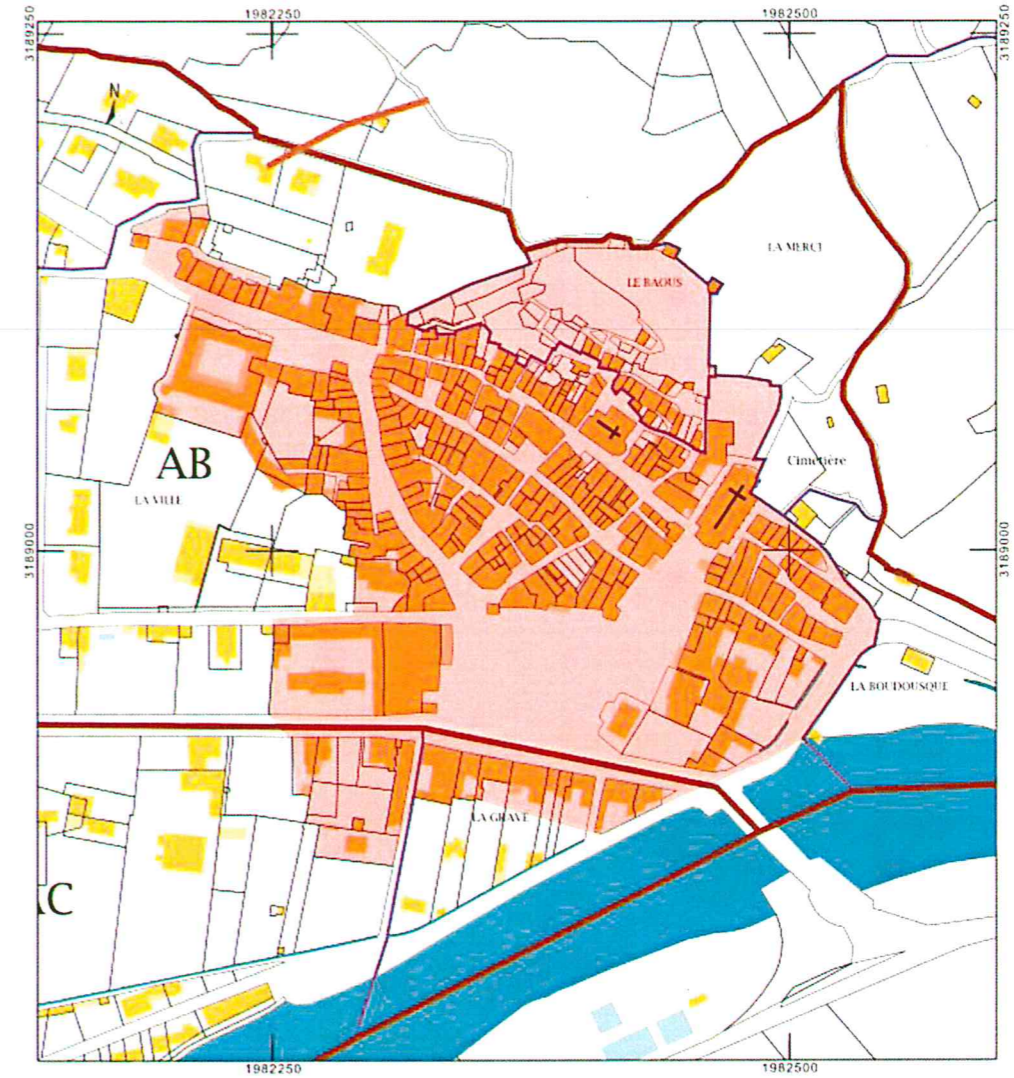 1982250
1982500
3189250
3189250
N
LA MERCI
LE BAOUS
AB
Cimetière
LA VILLE
3189000
3189000
LA BOUDOUSQUE
LA GRAVE
AC
1982250
1982500